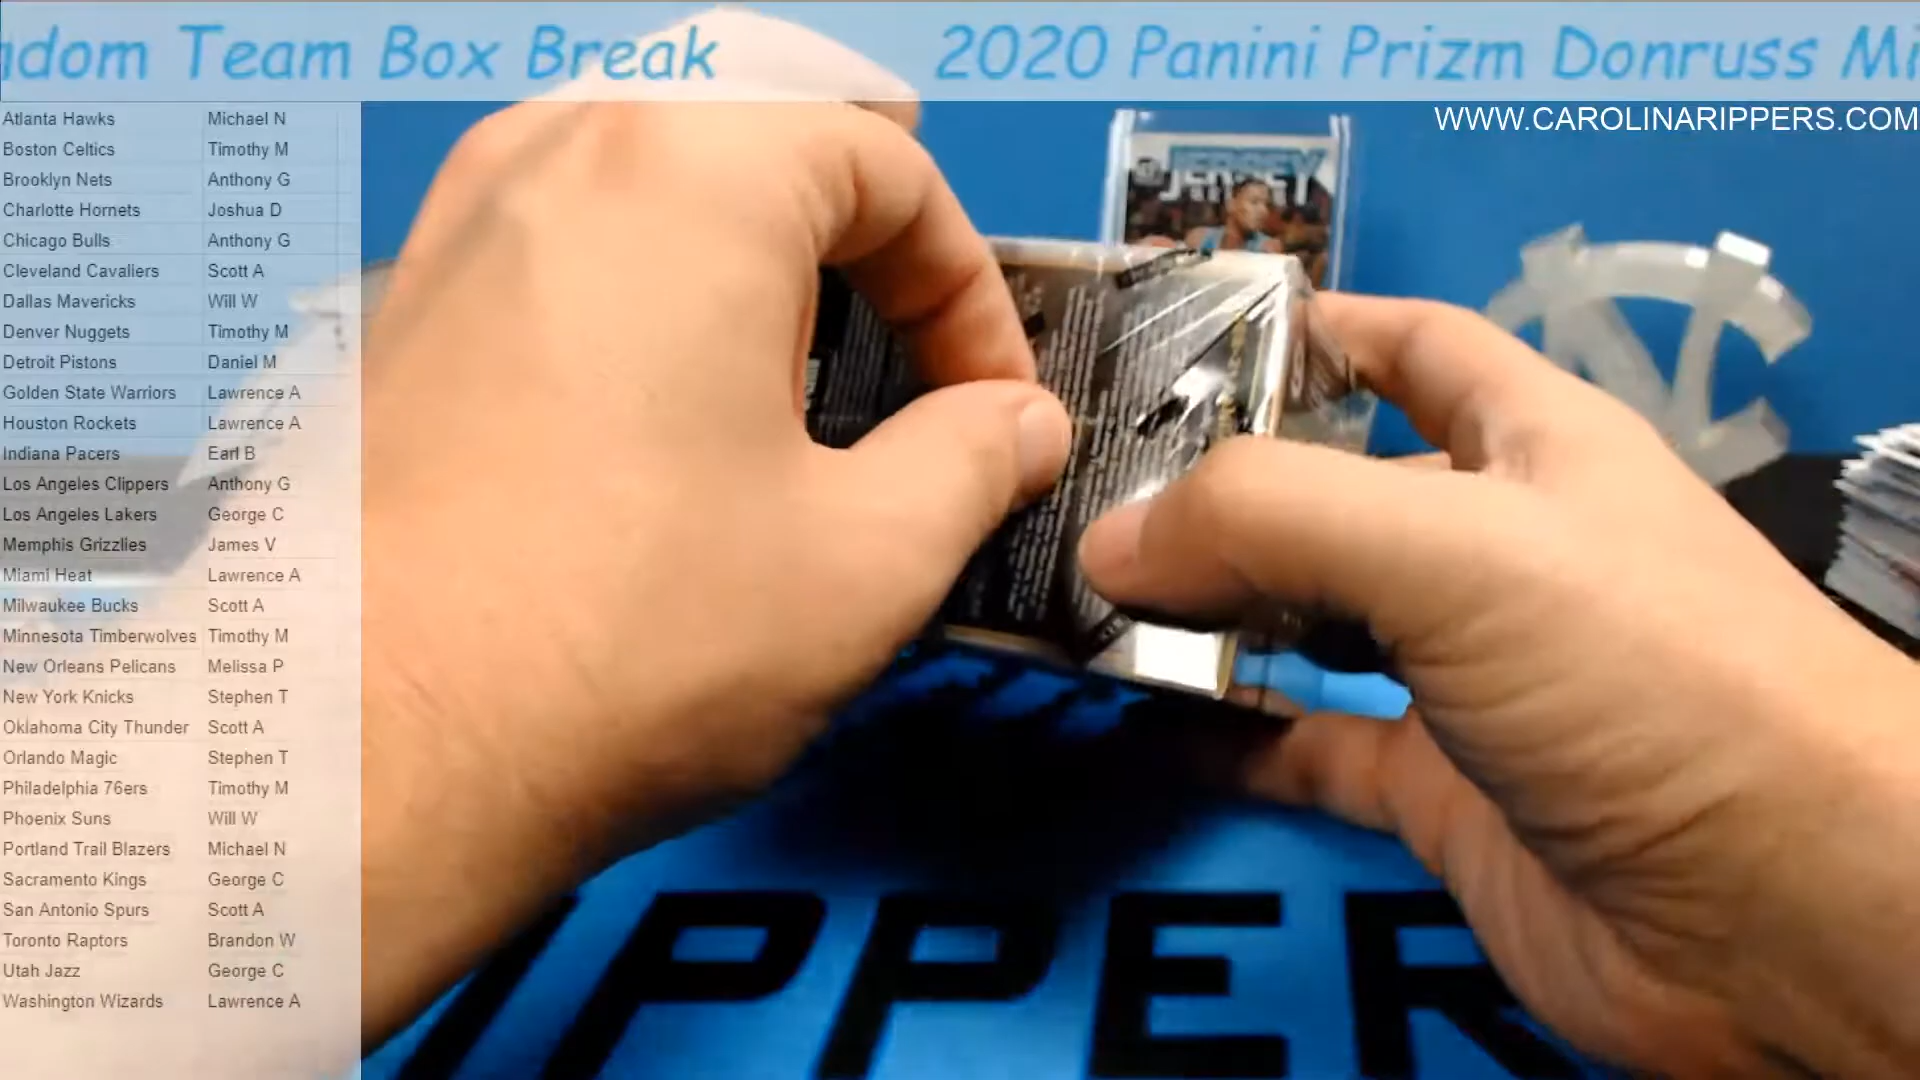 dom Team Box Break 2020 Panini Prizm Donruss Mi
WWW.CAROLINARIPPERS.COM
Atlanta Hawks Michael N
Boston Celtics Timothy M
Brooklyn Nets Anthony G
Charlotte Hornets Joshua D
Chicago Bulls Anthony G
Cleveland Cavaliers Scott A
Dallas Mavericks Will W
Denver Nuggets Timothy M
Detroit Pistons Daniel M
Golden State Warriors Lawrence A
Houston Rockets Lawrence A
Indiana Pacers Earl B
Los Angeles Clippers Anthony G
Los Angeles Lakers George C
Memphis Grizzlies James V
Miami Heat Lawrence A
Milwaukee Bucks Scott A
Minnesota Timberwolves Timothy M
New Orleans Pelicans Melissa P
New York Knicks Stephen T
Oklahoma City Thunder Scott A
Orlando Magic Stephen T
Philadelphia 76ers Timothy M
Phoenix Suns Will W
Portland Trail Blazers Michael N
Sacramento Kings George C
San Antonio Spurs Scott A
Toronto Raptors Brandon W
Utah Jazz George C
Washington Wizards Lawrence A
JERSEY
NC
IPPER